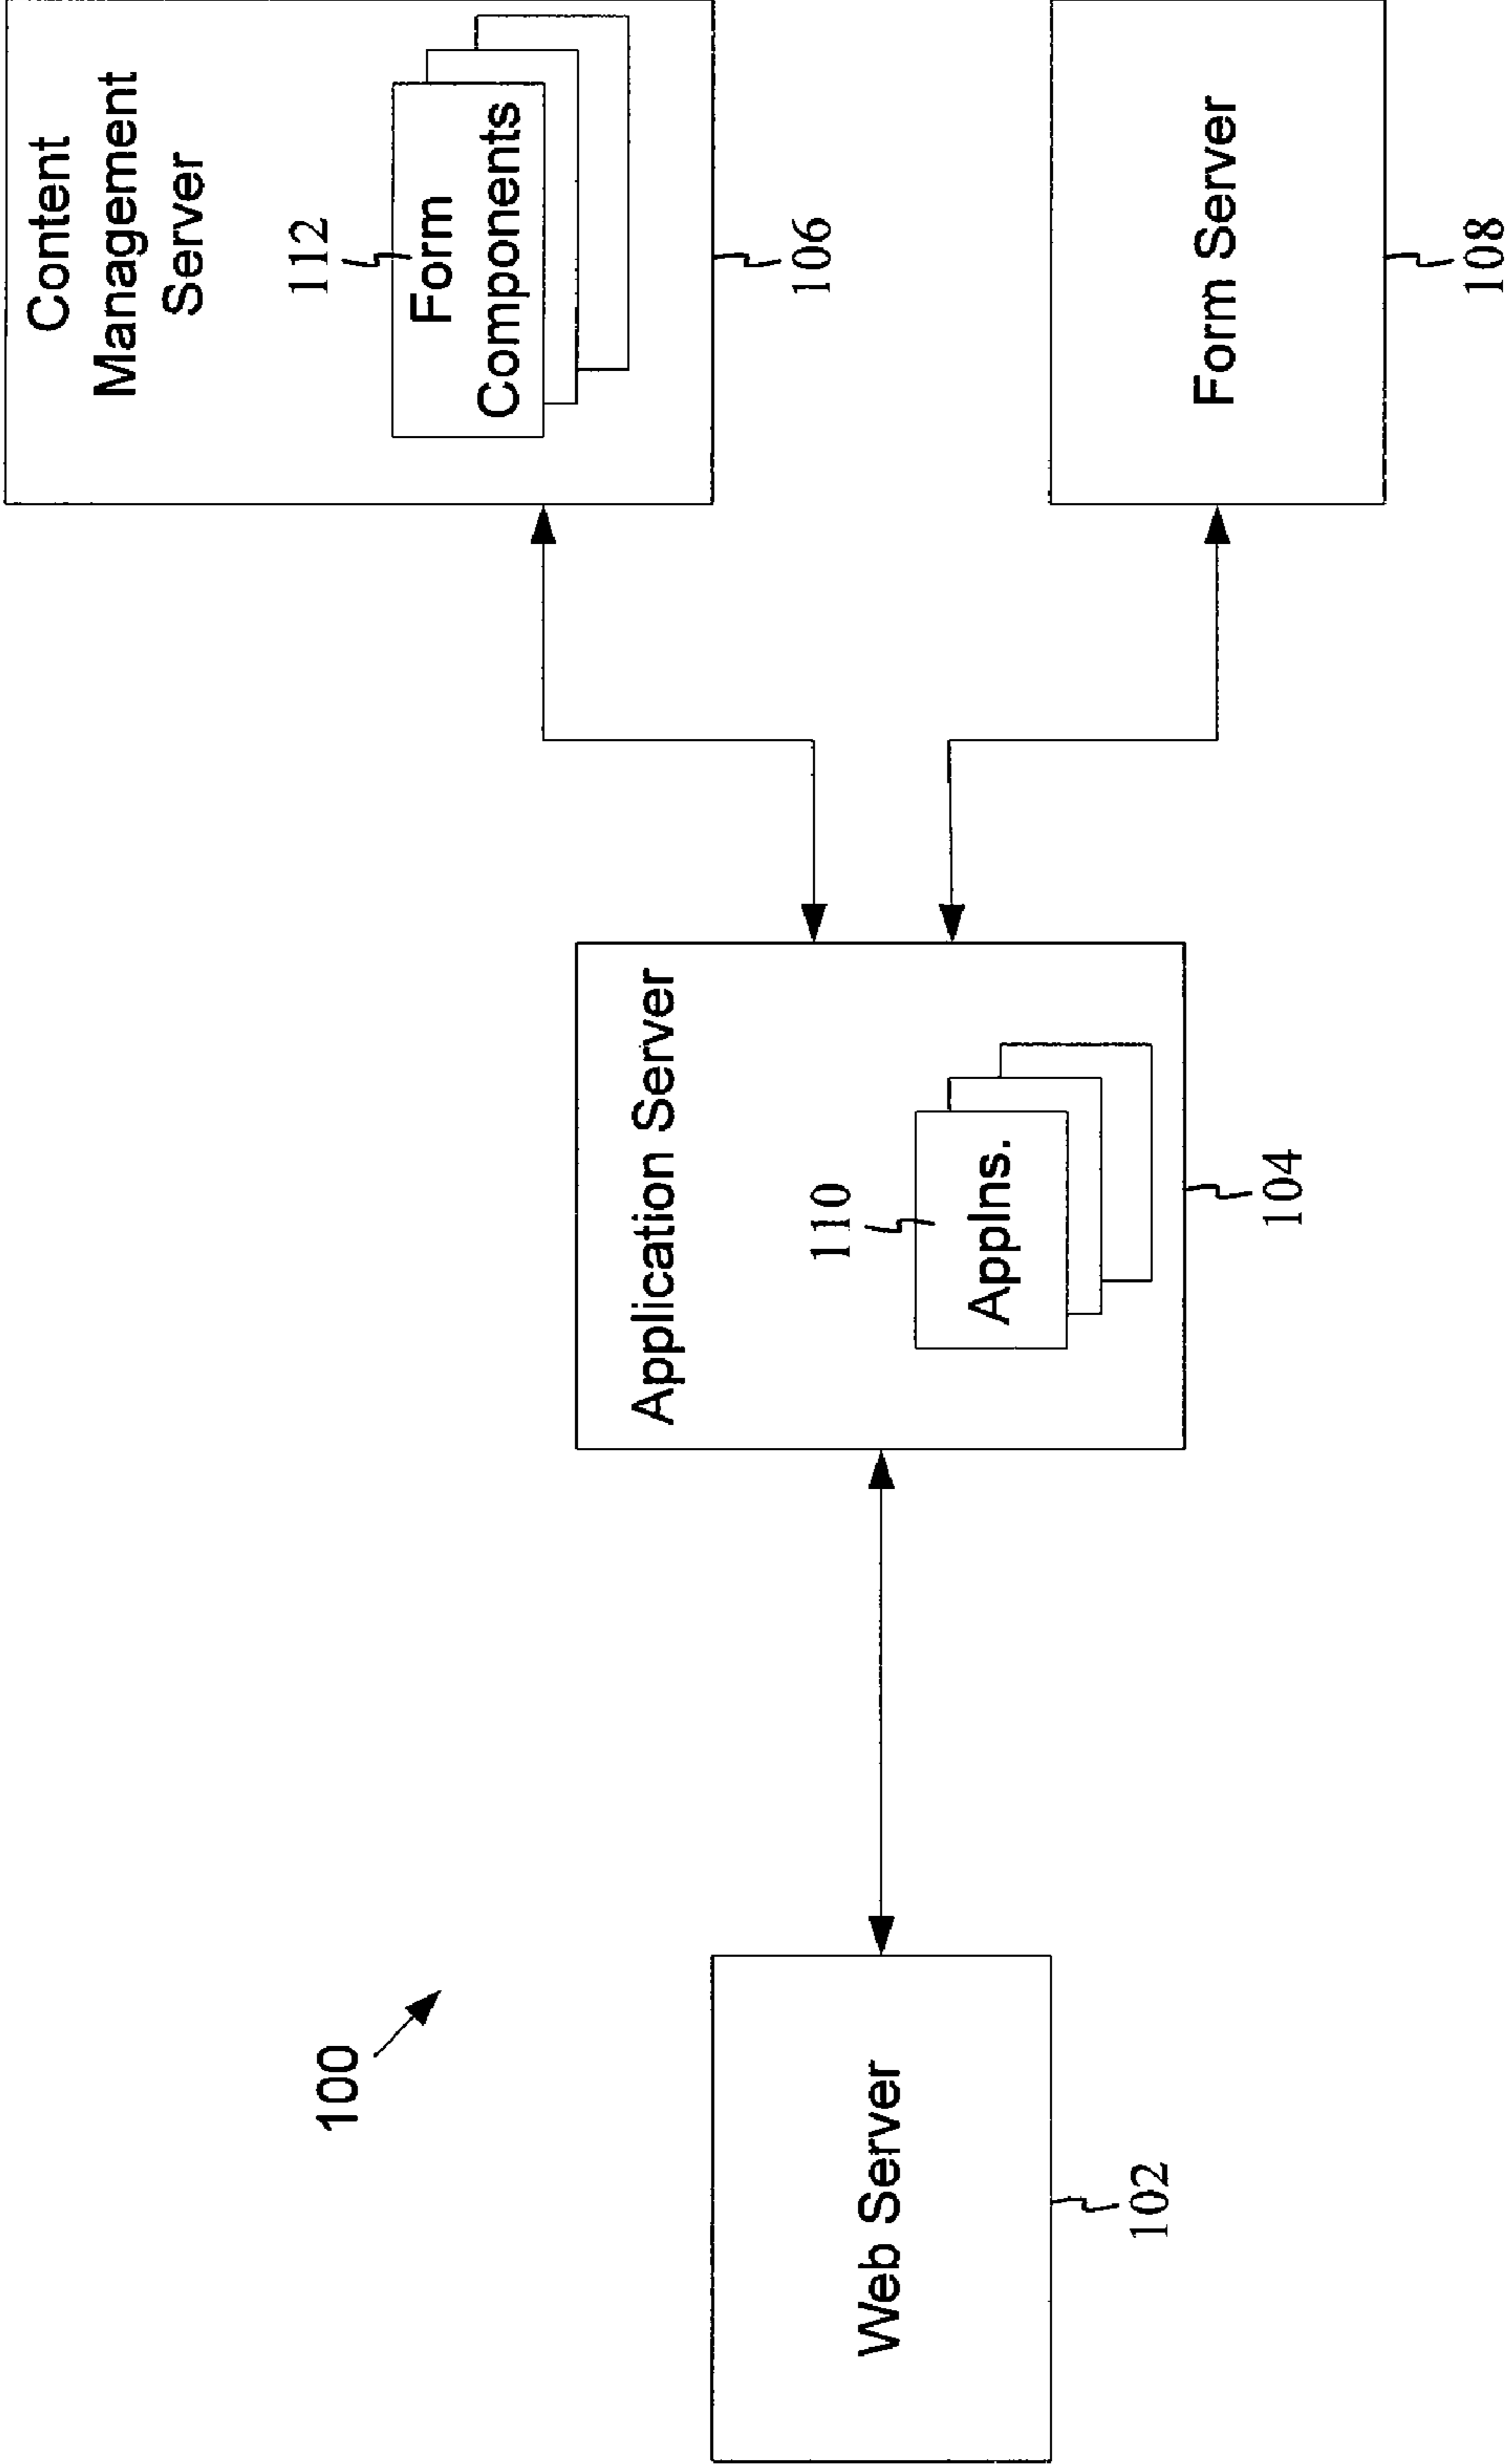 100
Web Server
102
Application Server
110
Applns.
104
Content
Management
Server
112
Form
Components
106
Form Server
108